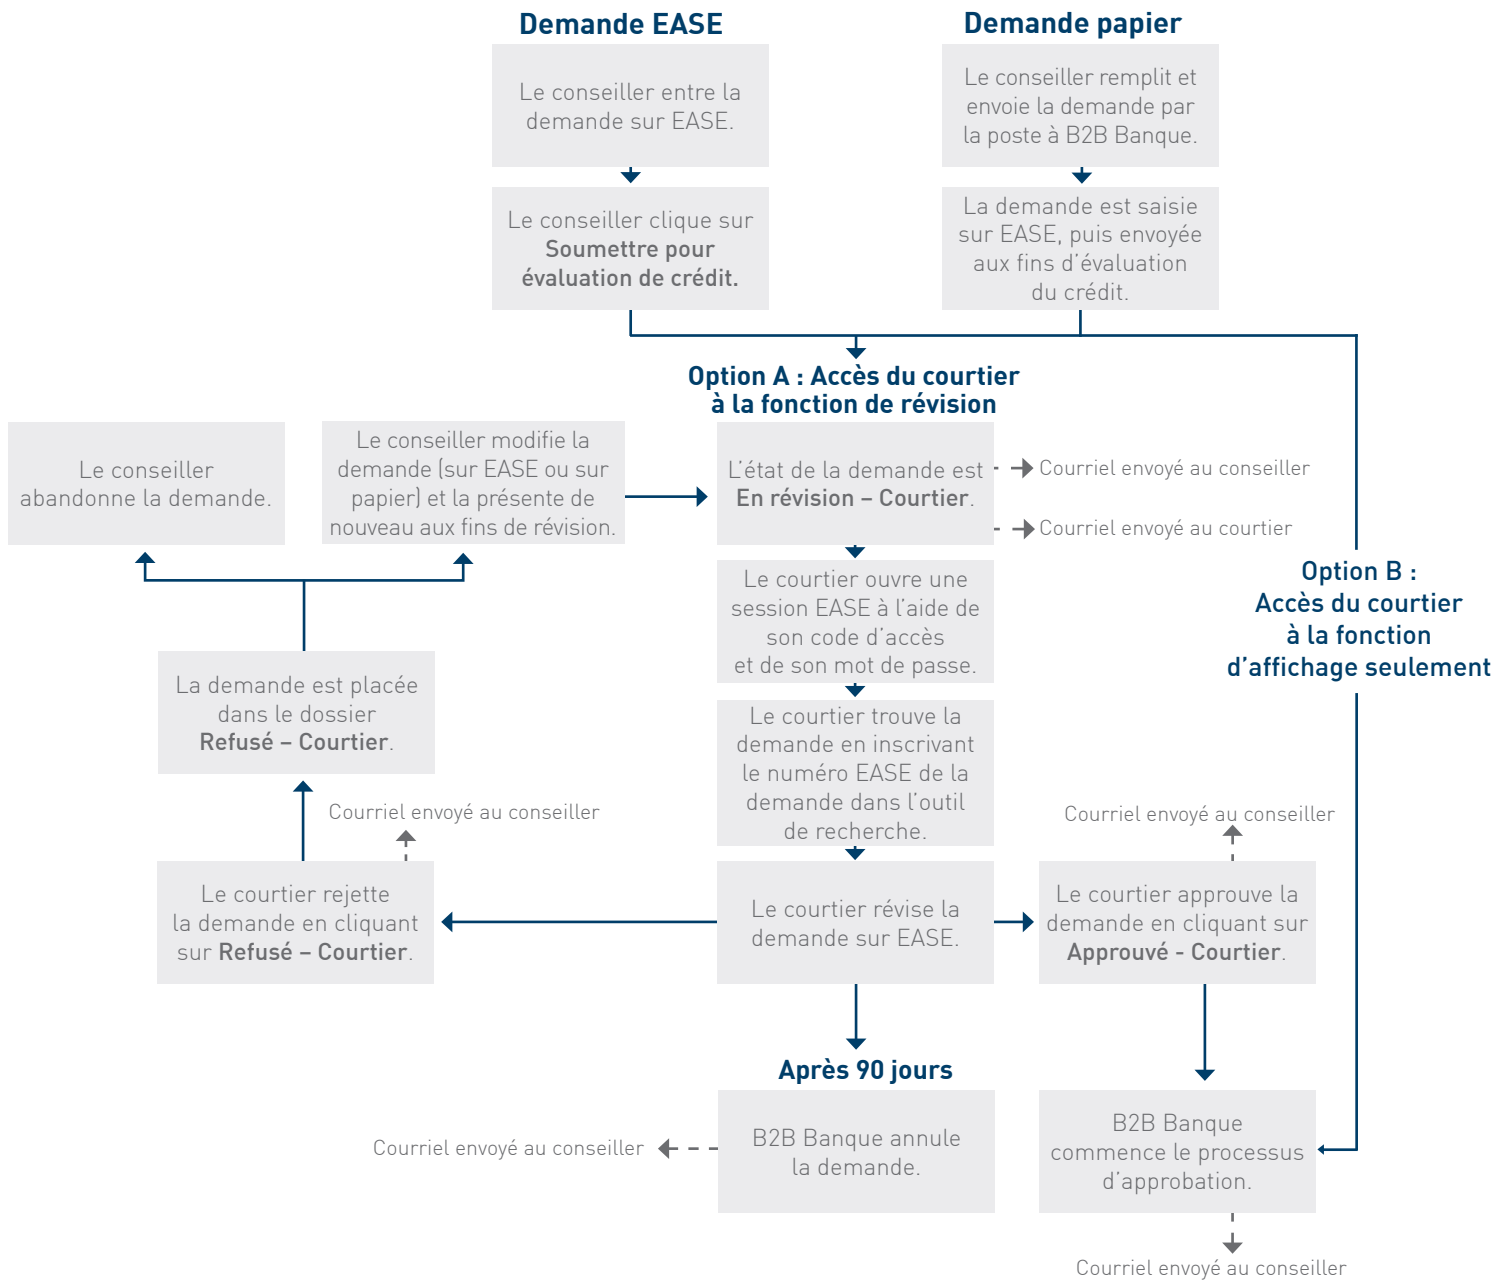 Demande EASE
Le conseiller entre la
demande sur EASE.
Le conseiller clique sur
Soumettre pour
évaluation de crédit.
Demande papier
Le conseiller remplit et
envoie la demande par
la poste à B2B Banque.
La demande est saisie
sur EASE, puis envoyée
aux fins d’évaluation
du crédit.
Option A : Accès du courtier
à la fonction de révision
Le conseiller
abandonne la demande.
Le conseiller modifie la
demande (sur EASE ou sur
papier) et la présente de
nouveau aux fins de révision.
L’état de la demande est
En révision – Courtier.
Courriel envoyé au conseiller
Courriel envoyé au courtier
Option B :
Accès du courtier
à la fonction
d’affichage seulement
Le courtier ouvre une
session EASE à l’aide de
son code d’accès
et de son mot de passe.
La demande est placée
dans le dossier
Refusé – Courtier.
Le courtier trouve la
demande en inscrivant
le numéro EASE de la
demande dans l’outil
de recherche.
Courriel envoyé au conseiller
Courriel envoyé au conseiller
Le courtier rejette
la demande en cliquant
sur Refusé – Courtier.
Le courtier révise la
demande sur EASE.
Le courtier approuve la
demande en cliquant sur
Approuvé - Courtier.
Après 90 jours
Courriel envoyé au conseiller
B2B Banque annule
la demande.
B2B Banque
commence le processus
d’approbation.
Courriel envoyé au conseiller